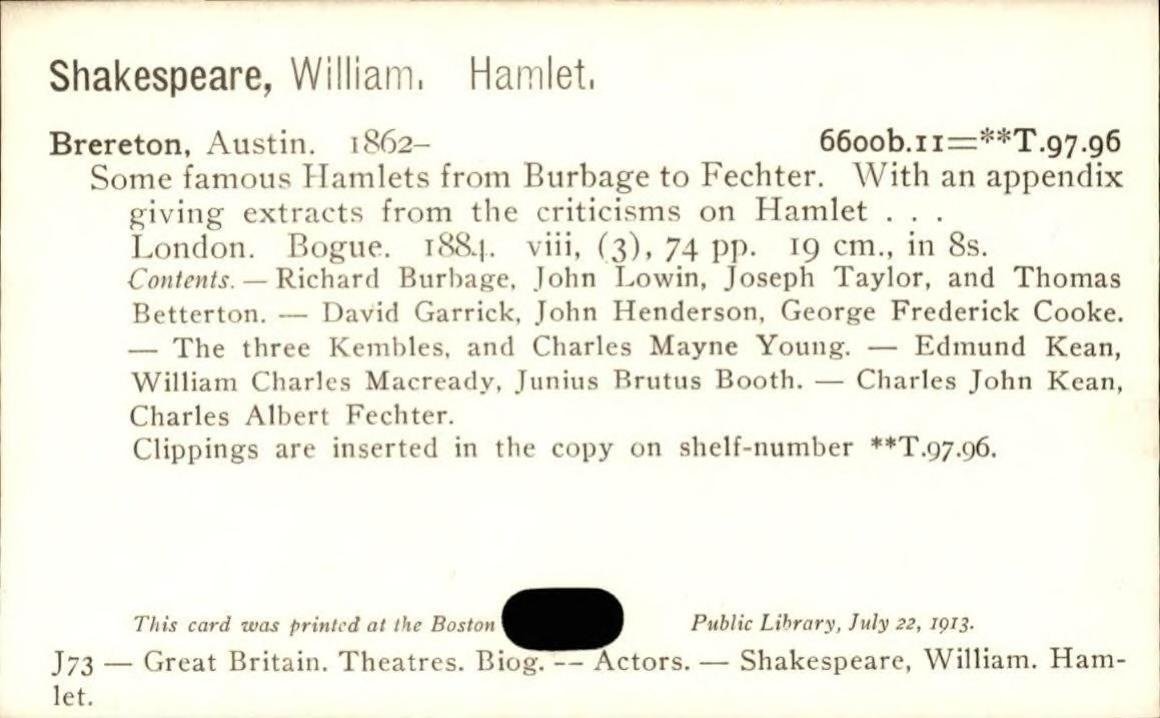 Shakespeare, William. Hamlet.
Brereton, Austin. 1862– 6600b.11=**T.97.96
Some famous Hamlets from Burbage to Fechter. With an appendix
giving extracts from the criticisms on Hamlet . . .
London. Bogue. 1884. viii, (3), 74 pp. 19 cm., in 8s.
Contents. — Richard Burbage, John Lowin, Joseph Taylor, and Thomas
Betterton. — David Garrick, John Henderson, George Frederick Cooke.
— The three Kembles, and Charles Mayne Young. — Edmund Kean,
William Charles Macready, Junius Brutus Booth. — Charles John Kean,
Charles Albert Fechter.
Clippings are inserted in the copy on shelf-number **T.97.96.
This card was printed at the Boston Public Library, July 22, 1913.
J73 — Great Britain. Theatres. Biog. -- Actors. — Shakespeare, William. Ham-
let.